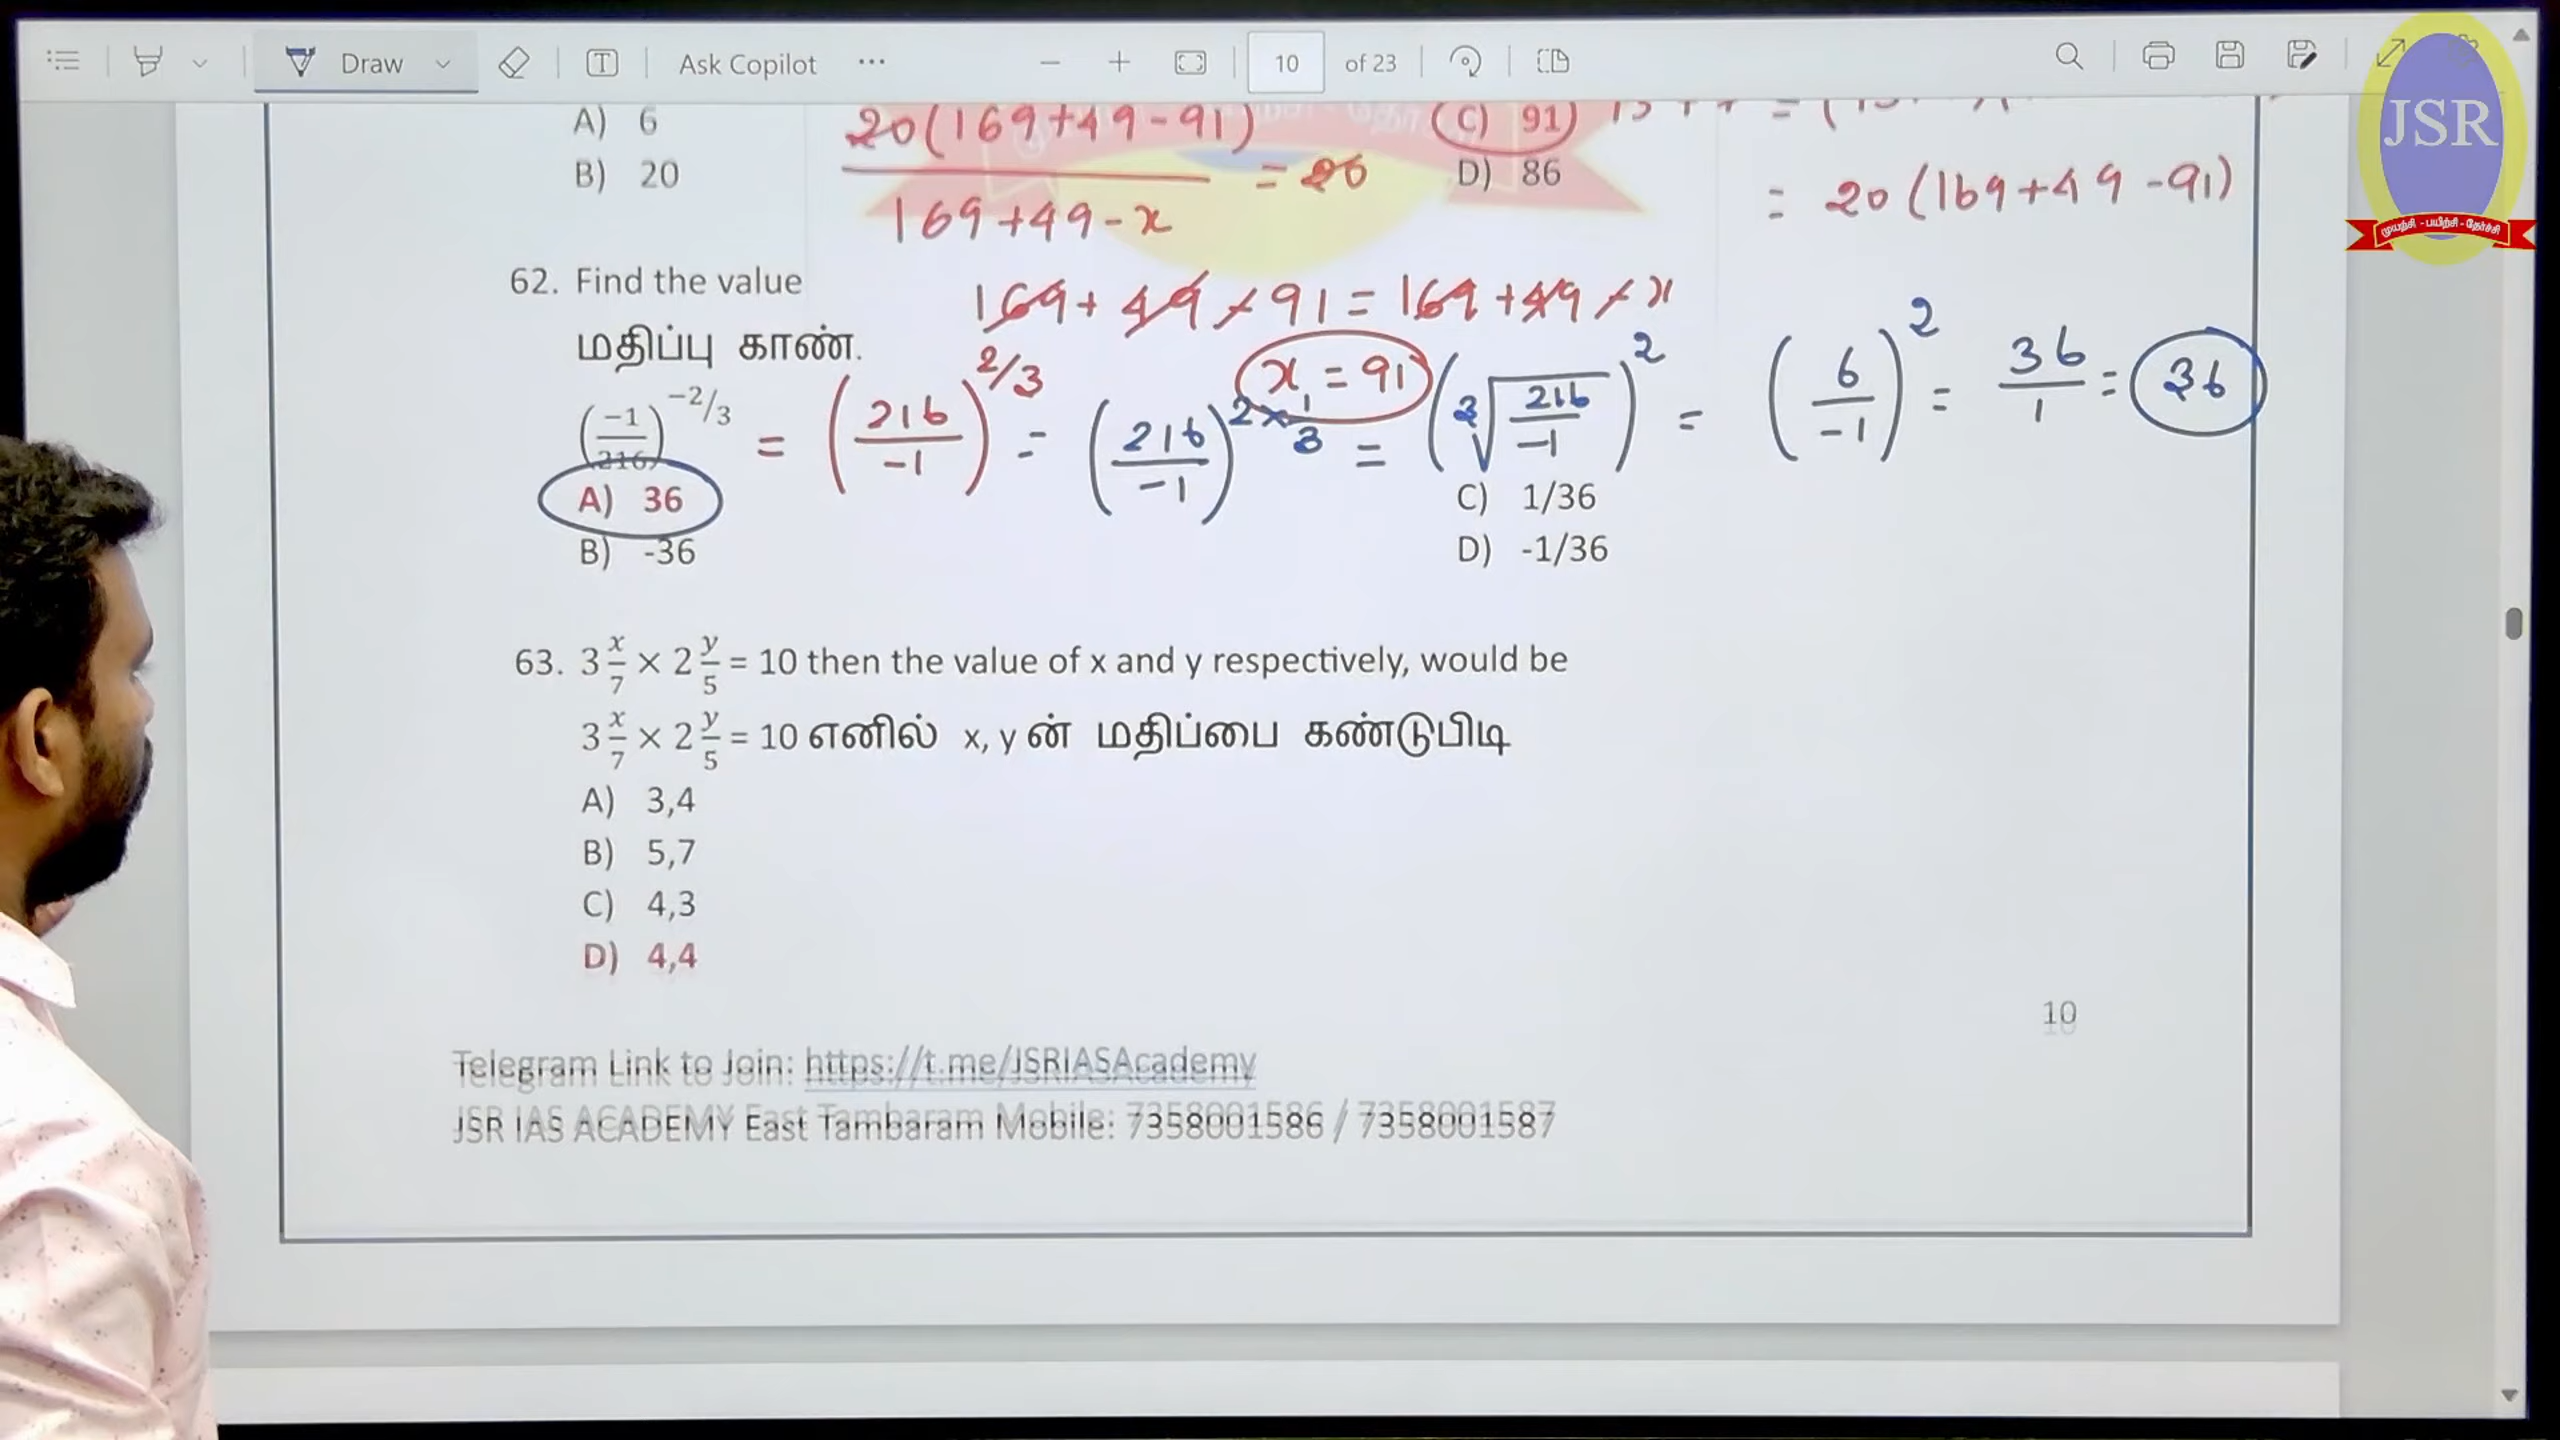 Draw
T
Ask Copilot
10 of 23
JSR
முயற்சி - பயிற்சி - தேர்ச்சி
A) 6
B) 20
C) 91
D) 86
20(169+49-91)
169+49-x
= 20
= 20(169+49-91)
169+49-91 = 169+49-x
x = 91
62. Find the value
மதிப்பு காண்.
(-1/216)^-2/3 = (216/-1)^2/3 = (216/-1)^2×1/3 = (3√216/-1)^2 = (6/-1)^2 = 36/1 = 36
A) 36
B) -36
C) 1/36
D) -1/36
63. 3 x/7 × 2 y/5 = 10 then the value of x and y respectively, would be
3 x/7 × 2 y/5 = 10 எனில் x, y ன் மதிப்பை கண்டுபிடி
A) 3,4
B) 5,7
C) 4,3
D) 4,4
10
Telegram Link to Join: https://t.me/JSRIASAcademy
JSR IAS ACADEMY East Tambaram Mobile: 7358001586 / 7358001587